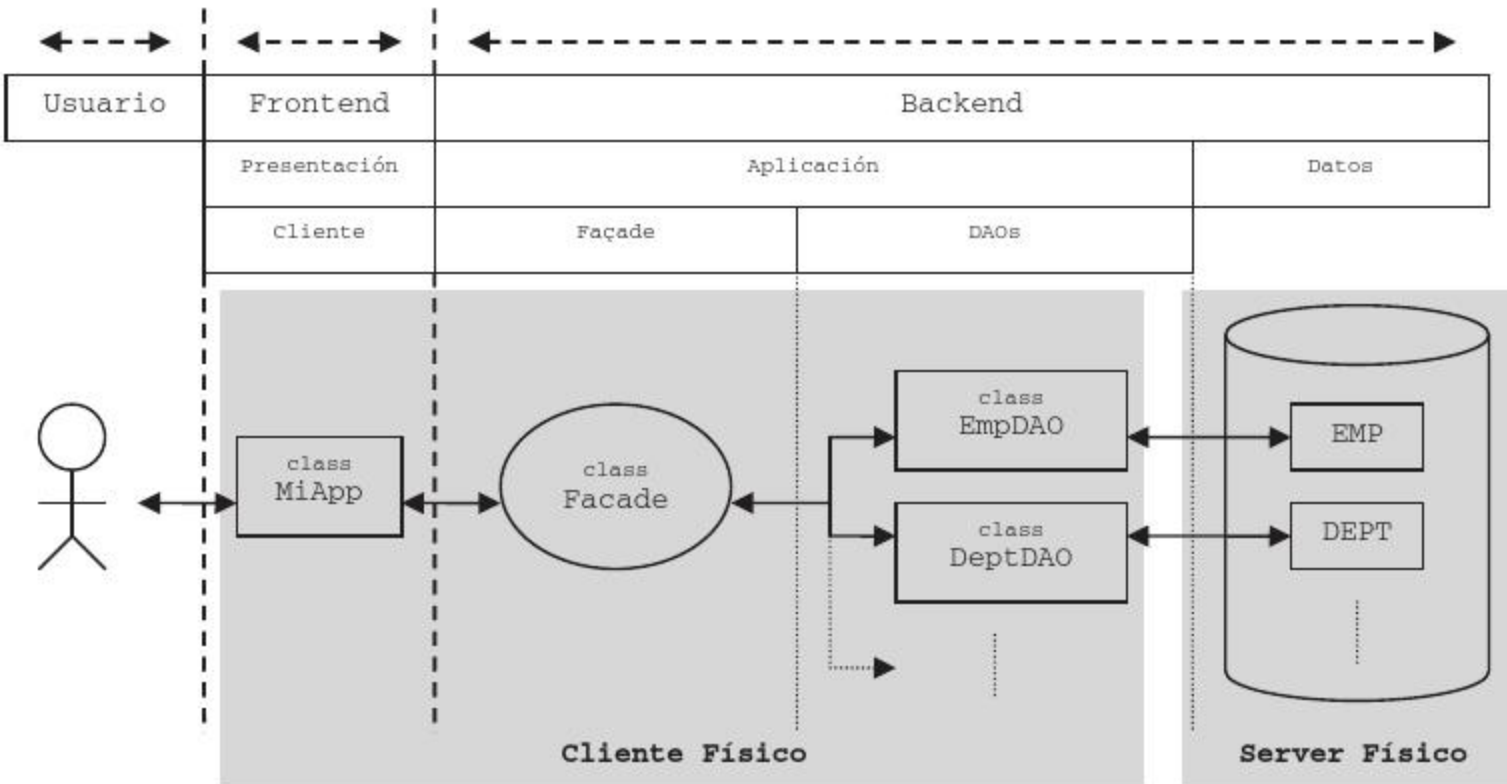 Usuario
Frontend
Backend
Presentación
Aplicación
Datos
Cliente
Façade
DAOs
class
MiApp
class
Facade
class
EmpDAO
class
DeptDAO
EMP
DEPT
Cliente Físico
Server Físico